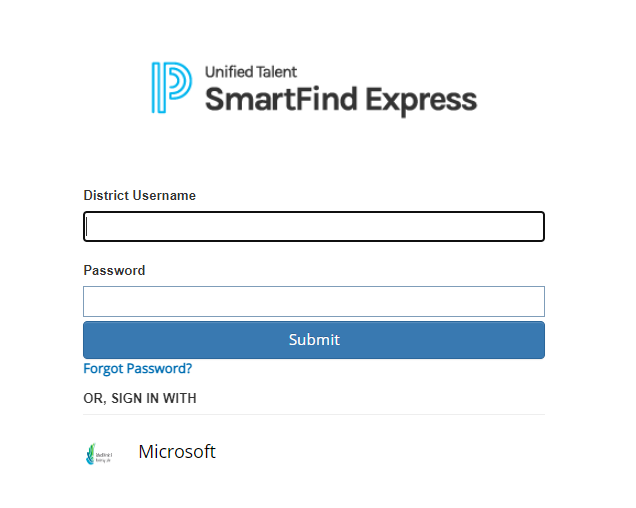 Unified Talent
SmartFind Express
District Username
Password
Submit
Forgot Password?
OR, SIGN IN WITH
Microsoft